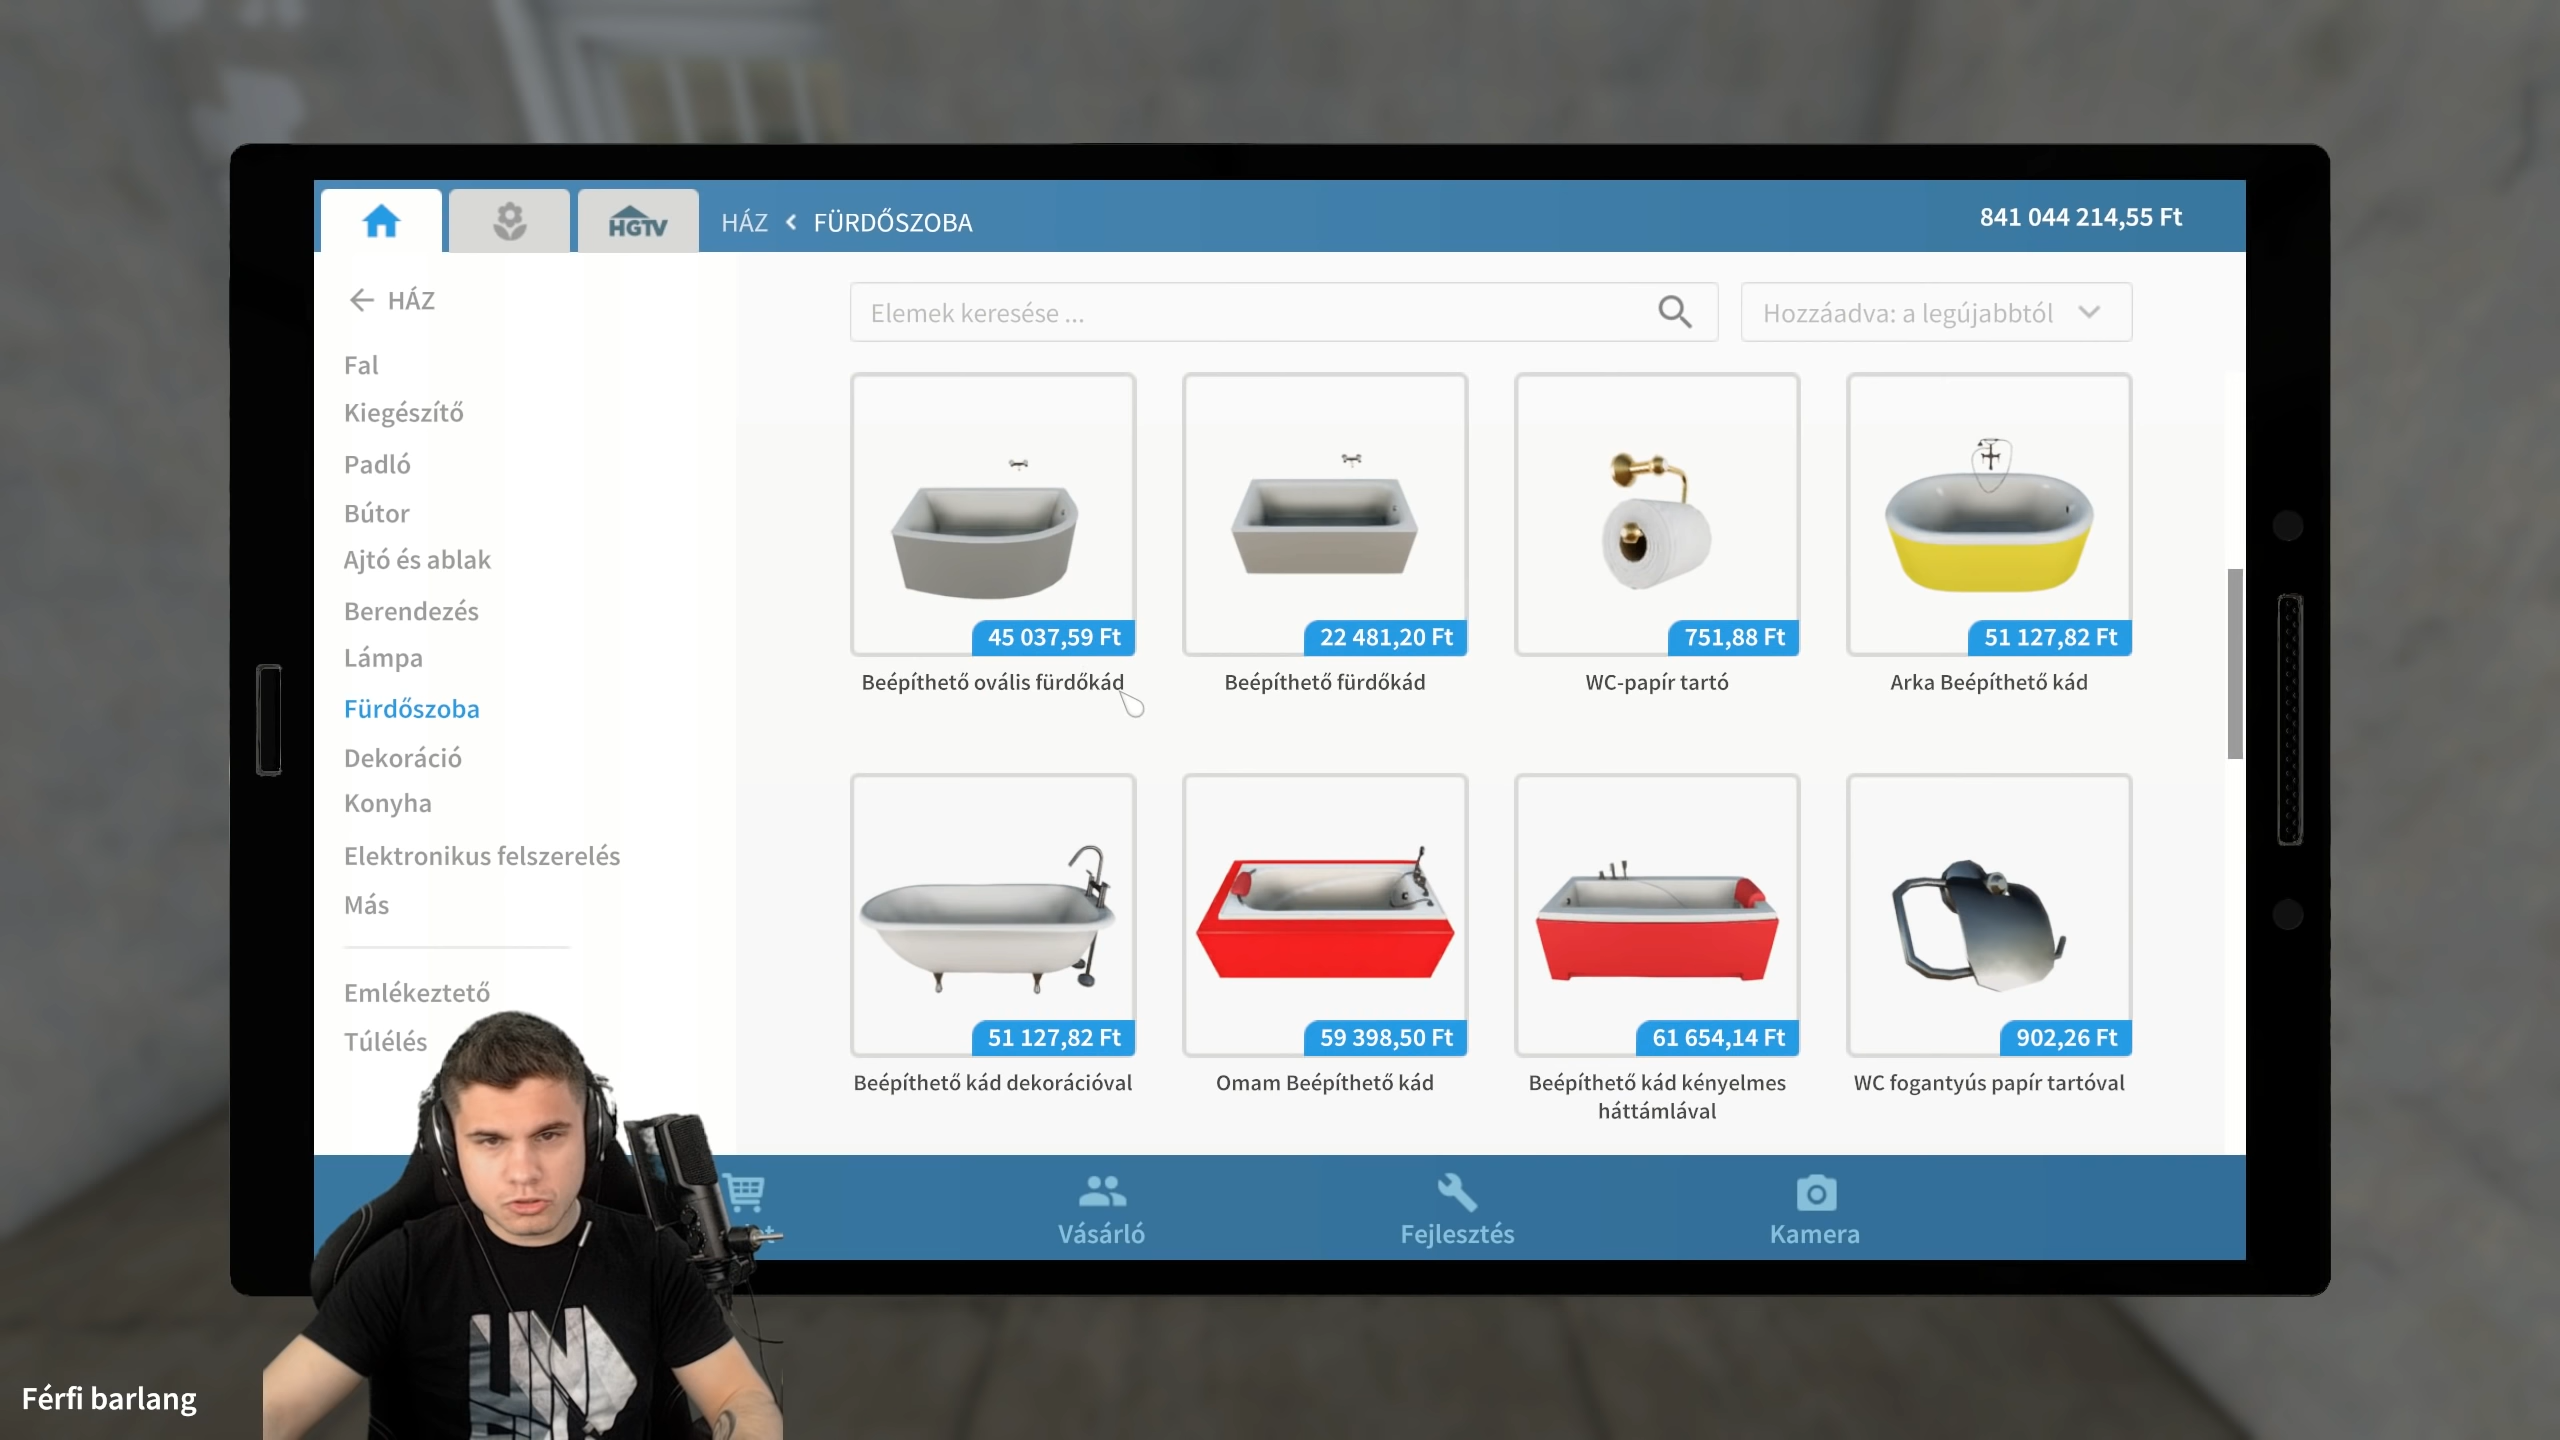 HGTV
HÁZ < FÜRDŐSZOBA
841 044 214,55 Ft
HÁZ
Elemek keresése ...
Hozzáadva: a legújabbtól
Fal
Kiegészítő
Padló
Bútor
Ajtó és ablak
Berendezés
Lámpa
Fürdőszoba
Dekoráció
Konyha
Elektronikus felszerelés
Más
Emlékeztető
Túlélés
45 037,59 Ft
22 481,20 Ft
751,88 Ft
51 127,82 Ft
Beépíthető ovális fürdőkád
Beépíthető fürdőkád
WC-papír tartó
Arka Beépíthető kád
51 127,82 Ft
59 398,50 Ft
61 654,14 Ft
902,26 Ft
Beépíthető kád dekorációval
Omam Beépíthető kád
Beépíthető kád kényelmes
háttámlával
WC fogantyús papír tartóval
Vásárló
Fejlesztés
Kamera
Férfi barlang